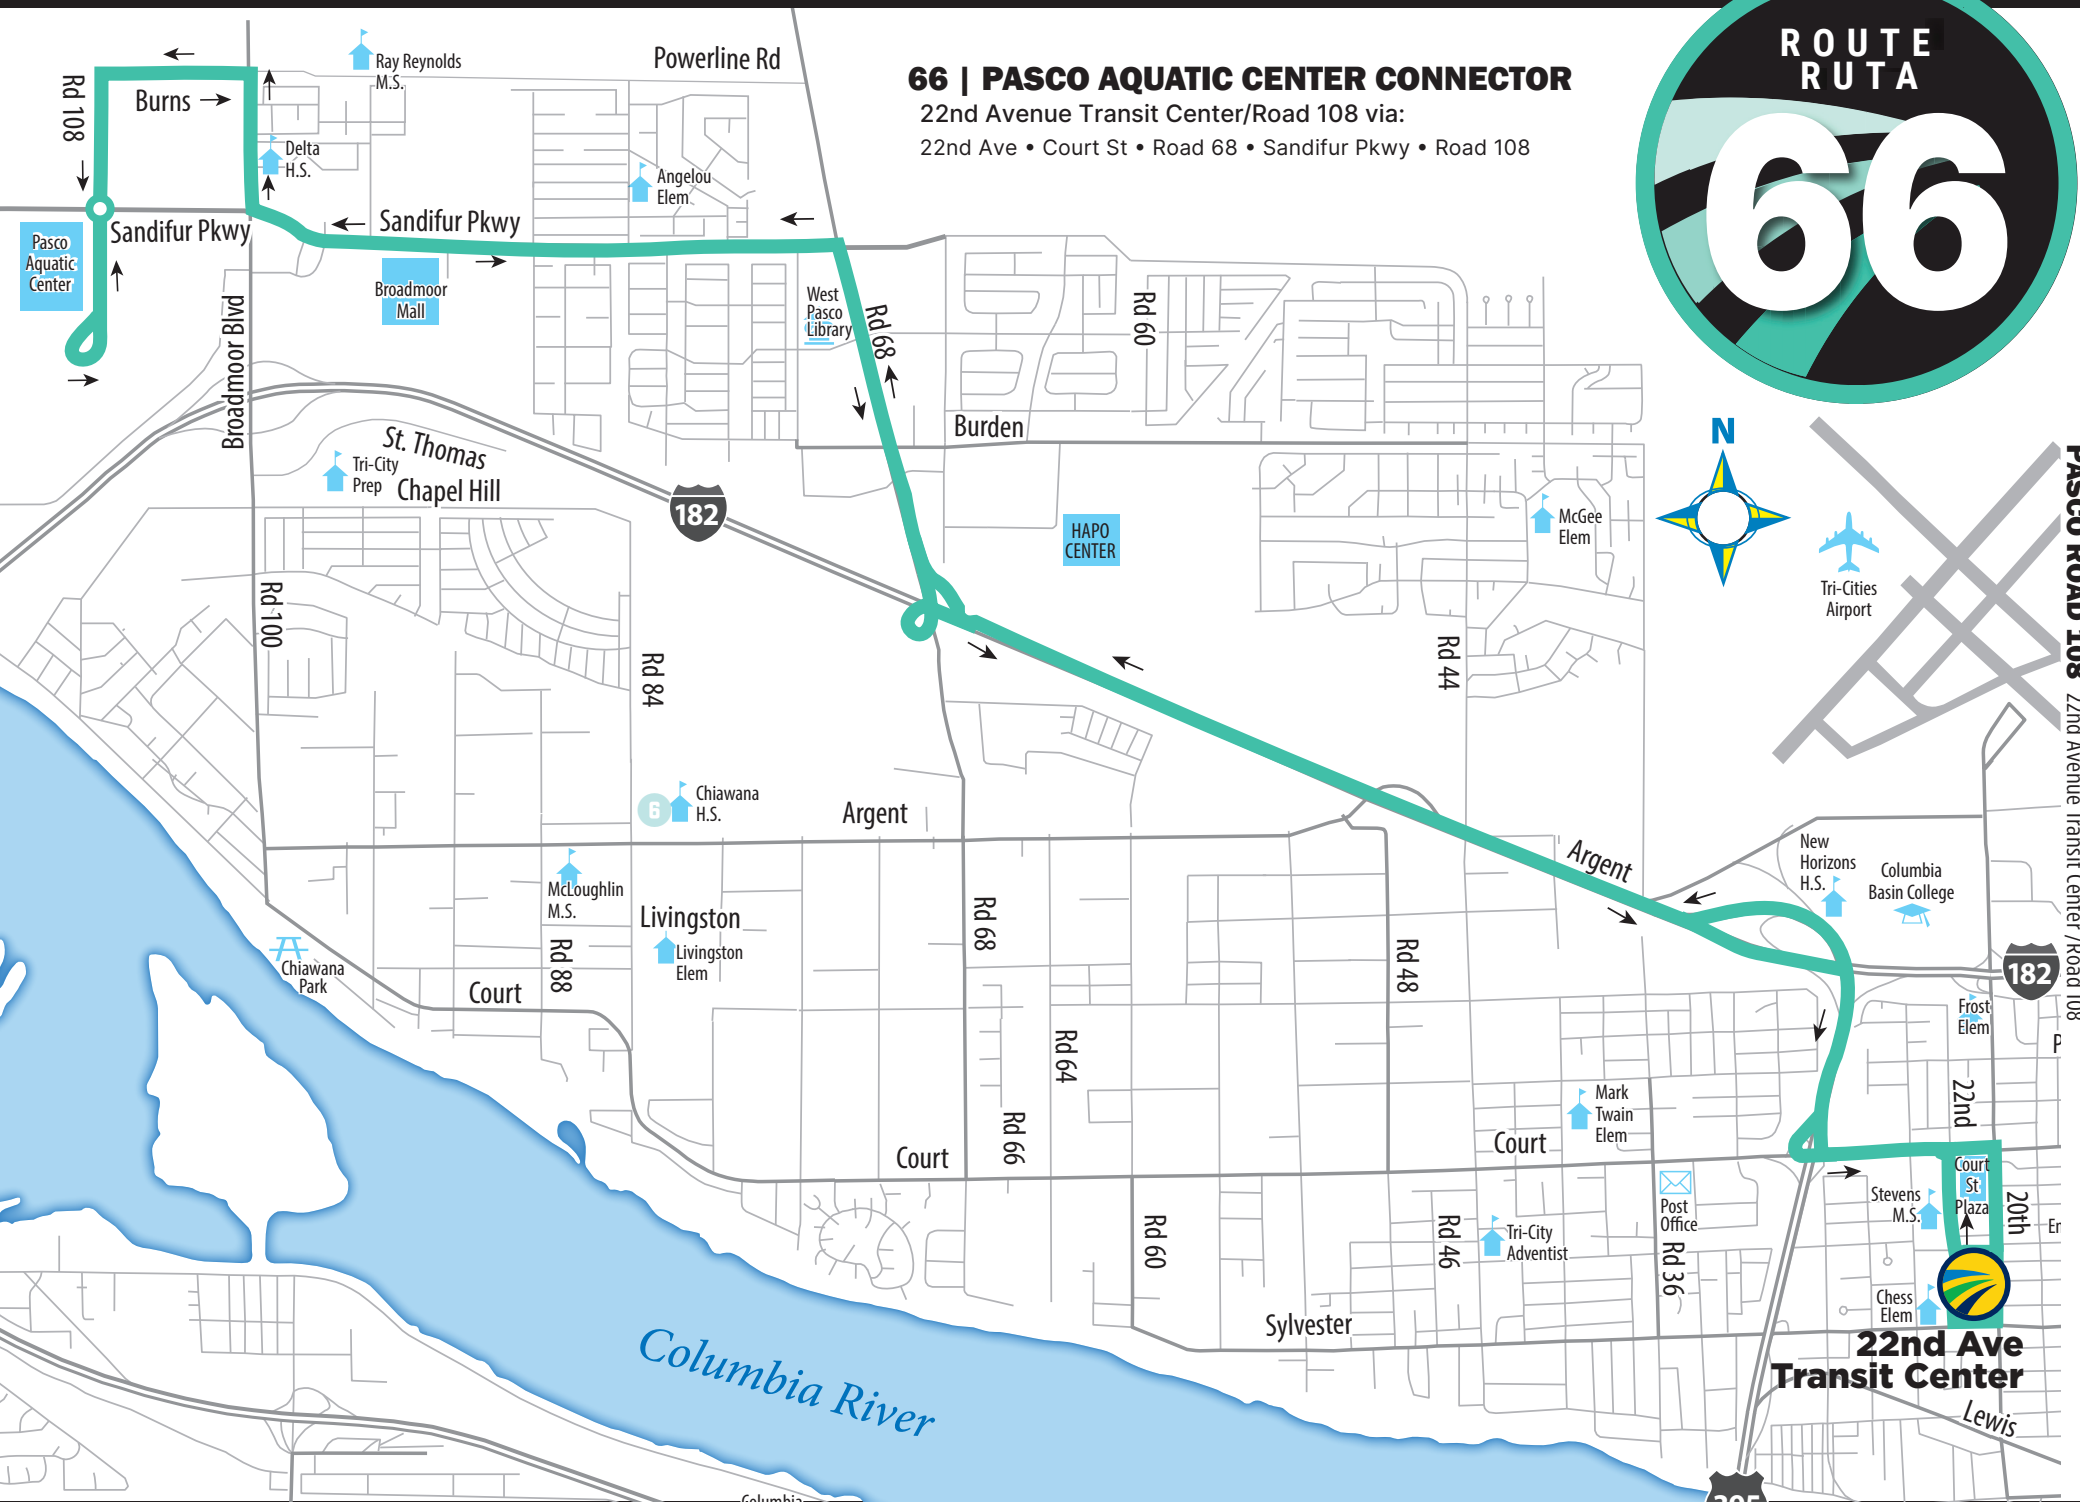 ROUTE
RUTA
66
66 | PASCO AQUATIC CENTER CONNECTOR
22nd Avenue Transit Center/Road 108 via:
22nd Ave • Court St • Road 68 • Sandifur Pkwy • Road 108
Powerline Rd
Ray Reynolds
M.S.
Rd 108
Burns
Delta
H.S.
Angelou
Elem
Sandifur Pkwy
Sandifur Pkwy
Pasco
Aquatic
Center
Broadmoor
Mall
West
Pasco
Library
Rd 68
Rd 60
Broadmoor Blvd
Burden
N
St. Thomas
Tri-City
Prep
Chapel Hill
182
HAPO
CENTER
McGee
Elem
Tri-Cities
Airport
PASCO ROAD 108 22nd Avenue Transit Center /Road 108
Rd 100
Rd 84
Rd 44
6
Chiawana
H.S.
Argent
Argent
New
Horizons
H.S.
Columbia
Basin College
McLoughlin
M.S.
Livingston
Livingston
Elem
Rd 88
Rd 68
Rd 48
182
Chiawana
Park
Court
Frost
Elem
Rd 64
22nd
Mark
Twain
Elem
Rd 66
Court
Court
Court
St
Plaza
Stevens
M.S.
20th
Post
Office
Rd 60
Rd 46
Tri-City
Adventist
Rd 36
Chess
Elem
Sylvester
22nd Ave
Transit Center
Columbia River
Lewis
395
Columbia